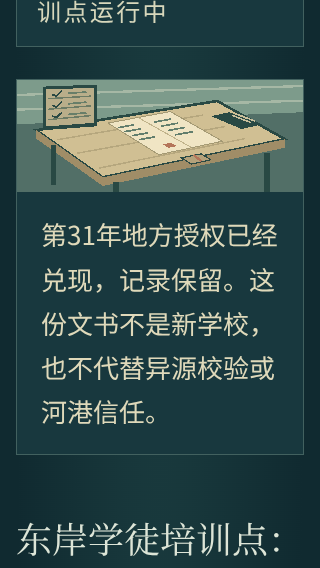 训点运行中
第31年地方授权已经
兑现，记录保留。这
份文书不是新学校，
也不代替异源校验或
河港信任。
东岸学徒培训点：